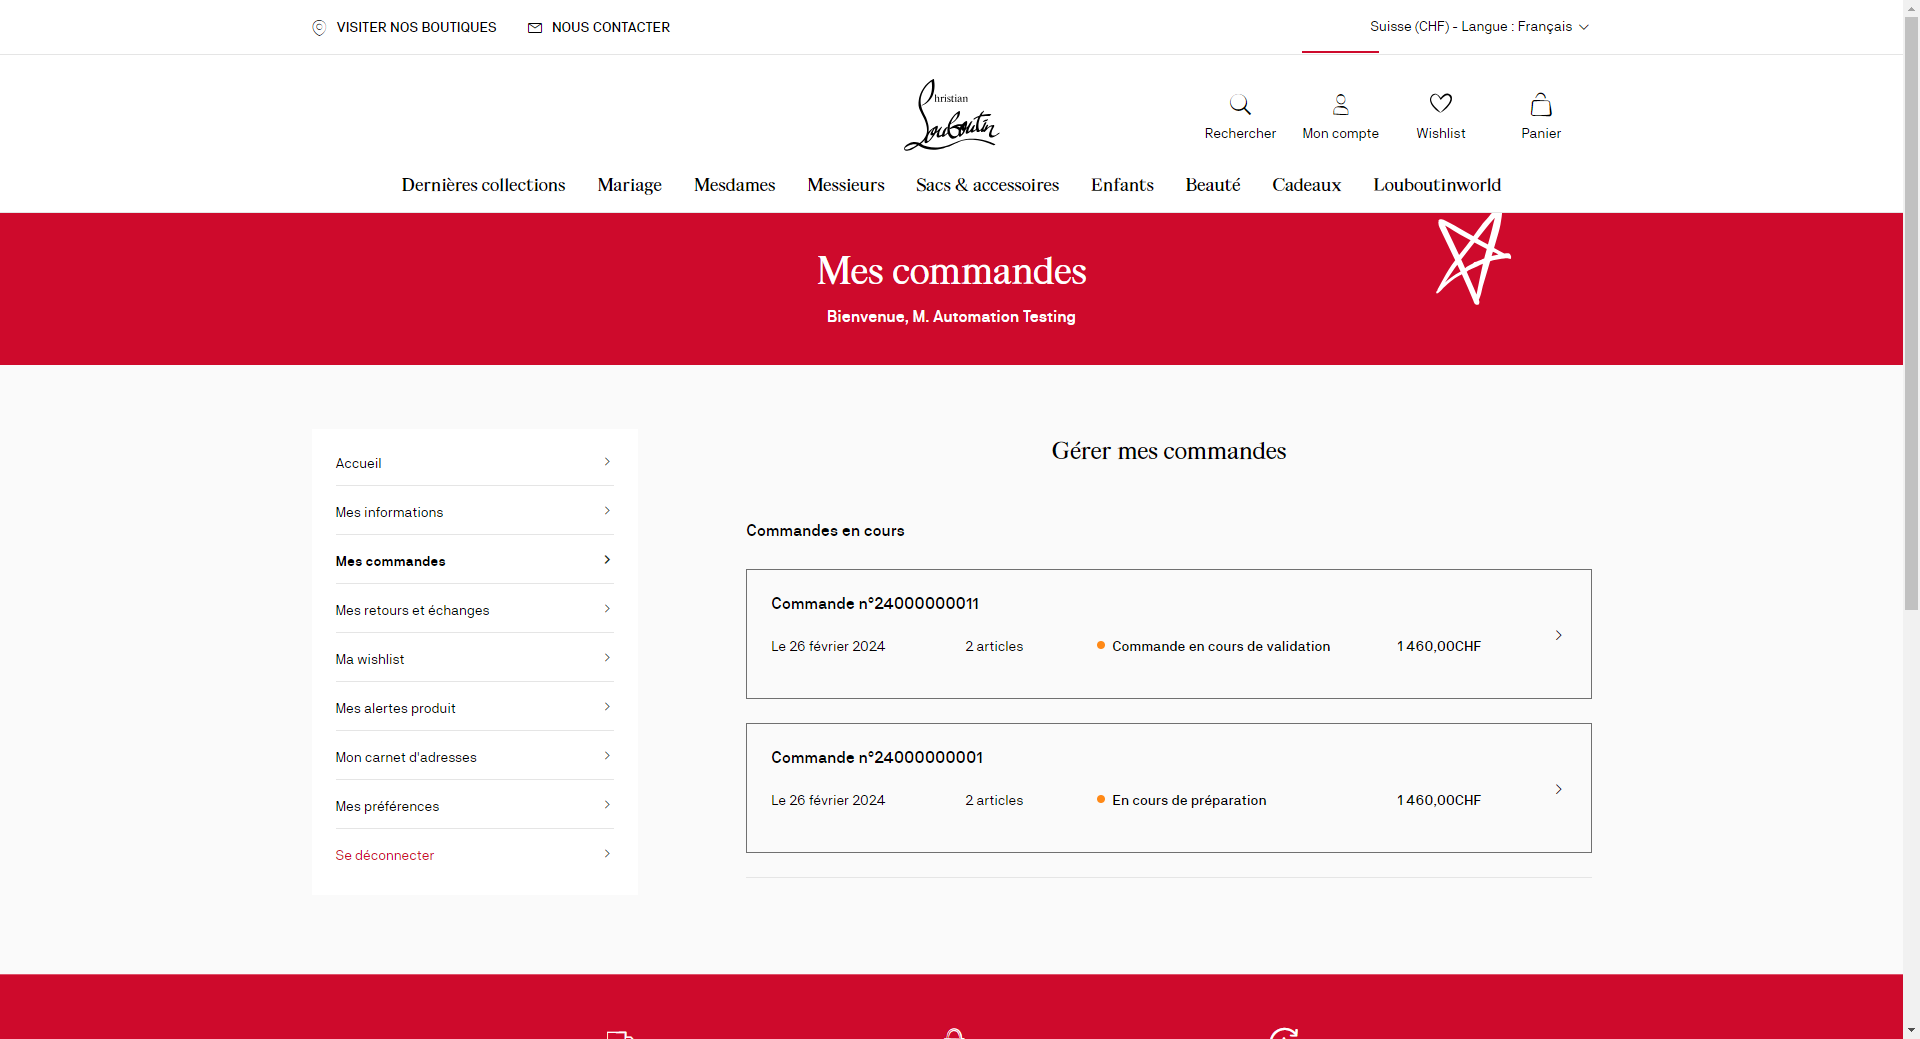 VISITER NOS BOUTIQUES
NOUS CONTACTER
Suisse (CHF) - Langue : Français
Christian
Louboutin
Rechercher
Mon compte
Wishlist
Panier
Dernières collections
Mariage
Mesdames
Messieurs
Sacs & accessoires
Enfants
Beauté
Cadeaux
Louboutinworld
Mes commandes
Bienvenue, M. Automation Testing
Accueil
Mes informations
Mes commandes
Mes retours et échanges
Ma wishlist
Mes alertes produit
Mon carnet d'adresses
Mes préférences
Se déconnecter
Gérer mes commandes
Commandes en cours
Commande n°24000000011
Le 26 février 2024
2 articles
Commande en cours de validation
1 460,00CHF
Commande n°24000000001
Le 26 février 2024
2 articles
En cours de préparation
1 460,00CHF